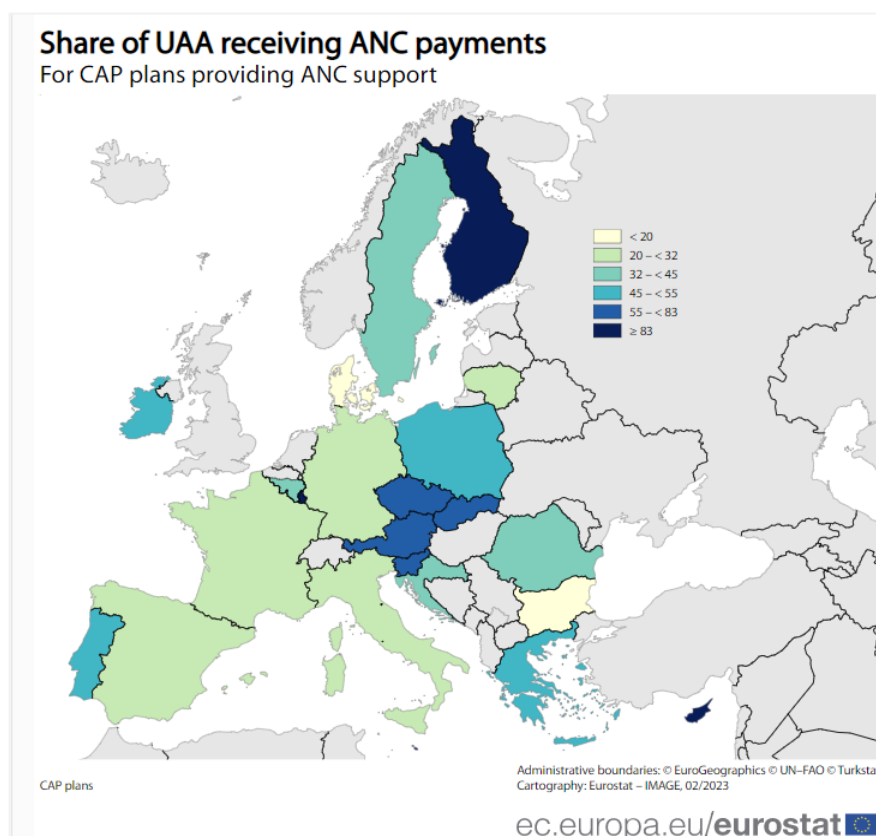 Share of UAA receiving ANC payments
For CAP plans providing ANC support
< 20
20 – < 32
32 – < 45
45 – < 55
55 – < 83
≥ 83
Administrative boundaries: © EuroGeographics © UN–FAO © Turksta
CAP plans
Cartography: Eurostat – IMAGE, 02/2023
ec.europa.eu/eurostat